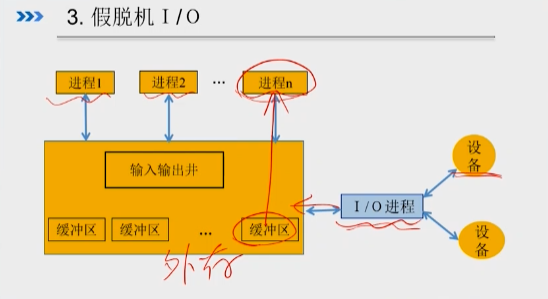 3. 假脱机 I/O
进程1 进程2 … 进程n
输入输出井
设备
I/O进程
缓冲区 缓冲区 … 缓冲区
设备
外存